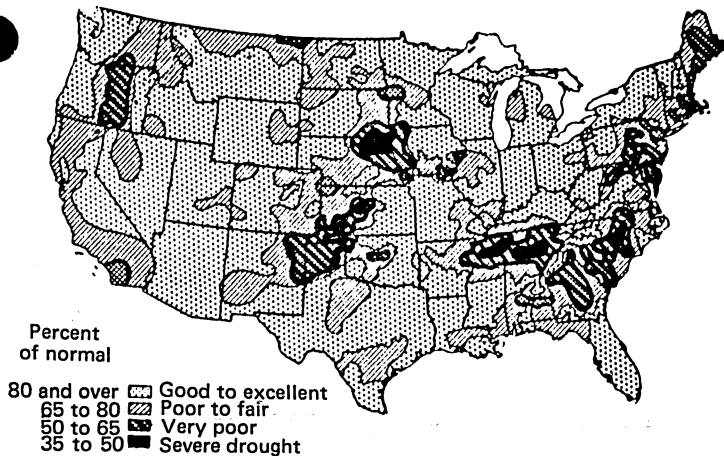 Percent
of normal
80 and over Good to excellent
65 to 80 Poor to fair
50 to 65 Very poor
35 to 50 Severe drought